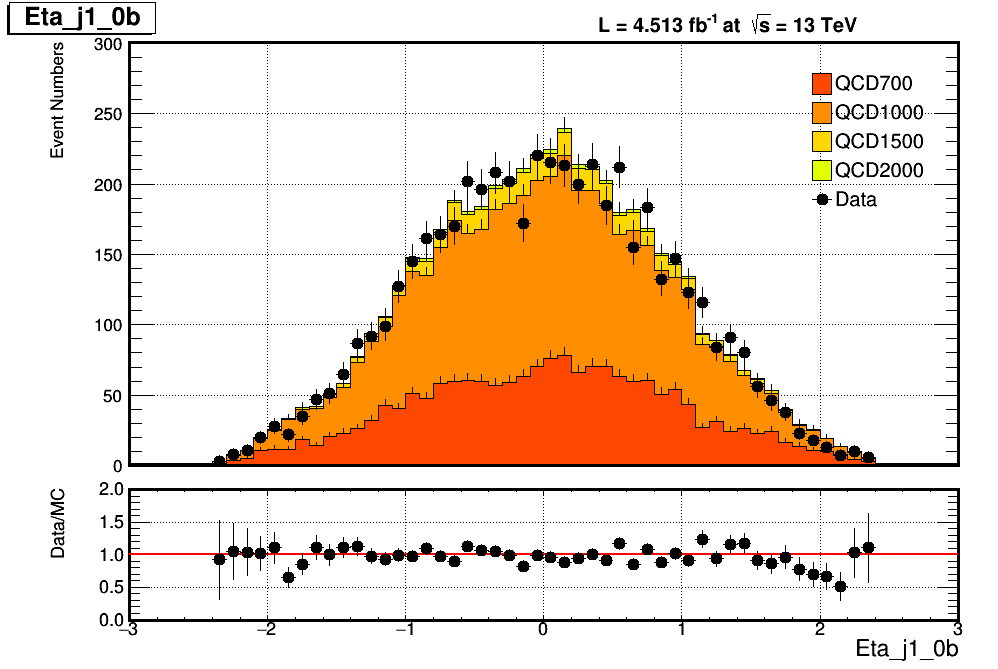 Eta_j1_0b
L = 4.513 fb⁻¹ at √s = 13 TeV
Event Numbers
300
250
200
150
100
50
0
QCD700
QCD1000
QCD1500
QCD2000
Data
Data/MC
2.0
1.5
1.0
0.5
0.0
−3 −2 −1 0 1 2 3
Eta_j1_0b